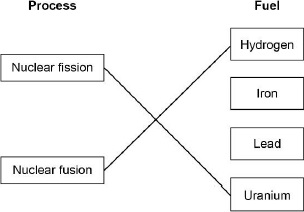 Process Fuel
Nuclear fission
Hydrogen
Iron
Lead
Nuclear fusion
Uranium